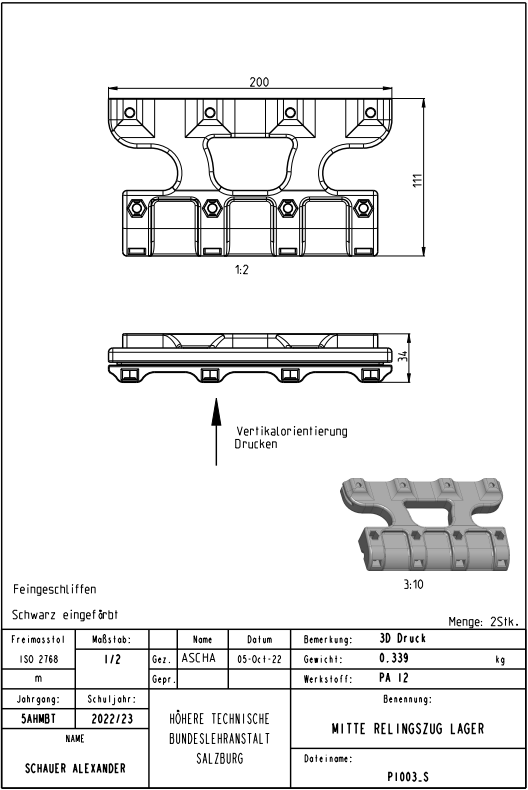 200
111
1:2
34
Vertikalorientierung
Drucken
3:10
Feingeschliffen
Schwarz eingefärbt
Menge: 2Stk.
Freimasstol
Maßstab:
Name
Datum
Bemerkung: 3D Druck
ISO 2768
1/2
Gez. ASCHA 05-Oct-22
Gewicht: 0.339 kg
m
Gepr.
Werkstoff: PA 12
Jahrgang:
Schuljahr:
5AHMBT
2022/23
HÖHERE TECHNISCHE
BUNDESLEHRANSTALT
SALZBURG
Benennung:
MITTE RELINGSZUG LAGER
NAME
SCHAUER ALEXANDER
Dateiname:
P1003_S